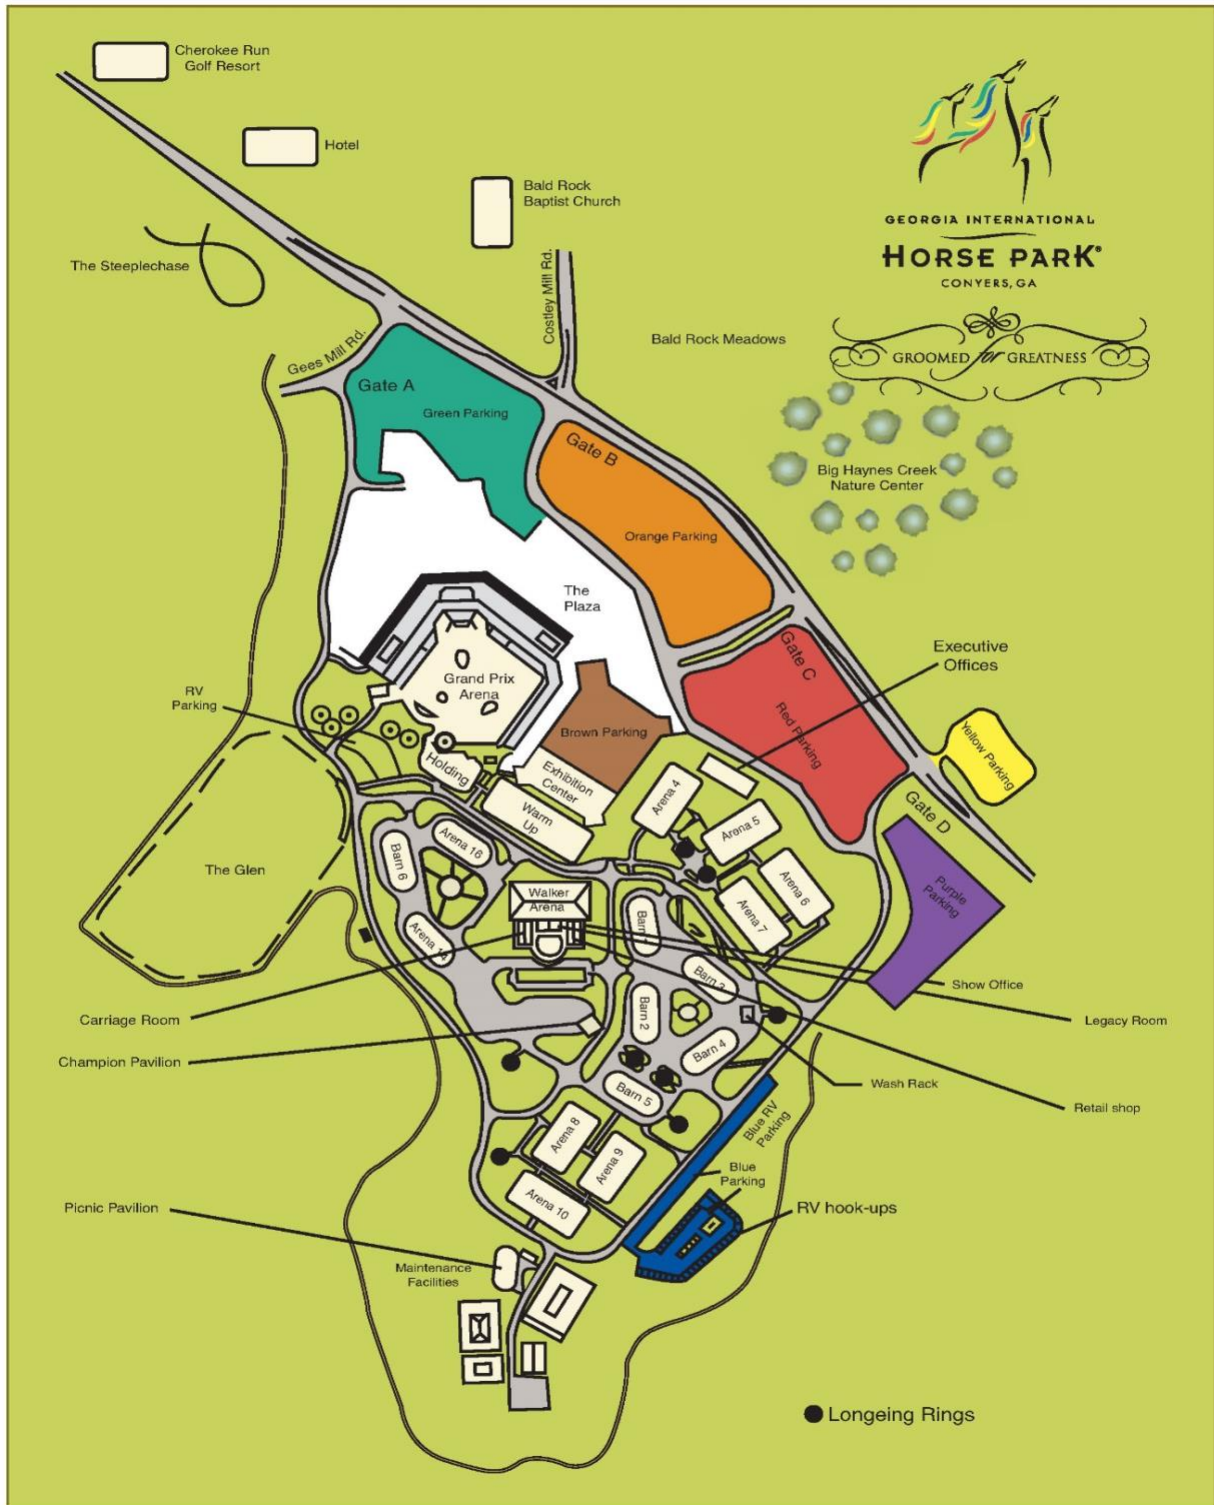 Cherokee Run
Golf Resort
Hotel
Bald Rock
Baptist Church
The Steeplechase
Costley Mill Rd.
Gees Mill Rd.
Bald Rock Meadows
GEORGIA INTERNATIONAL
HORSE PARK®
CONYERS, GA
GROOMED for GREATNESS
Gate A
Green Parking
Gate B
Orange Parking
Big Haynes Creek
Nature Center
The
Plaza
Gate C
Red Parking
Executive
Offices
Grand Prix
Arena
RV
Parking
Brown Parking
Yellow Parking
Holding
Exhibition
Center
Warm
Up
Arena 4
Arena 5
Gate D
Arena 16
Barn 6
The Glen
Walker
Arena
Arena 6
Arena 7
Purple
Parking
Arena 14
Barn 3
Show Office
Carriage Room
Legacy Room
Barn 2
Champion Pavilion
Barn 4
Wash Rack
Barn 5
Retail shop
Blue RV
Parking
Arena 8
Arena 9
Blue
Parking
Arena 10
Picnic Pavilion
RV hook-ups
Maintenance
Facilities
Longeing Rings